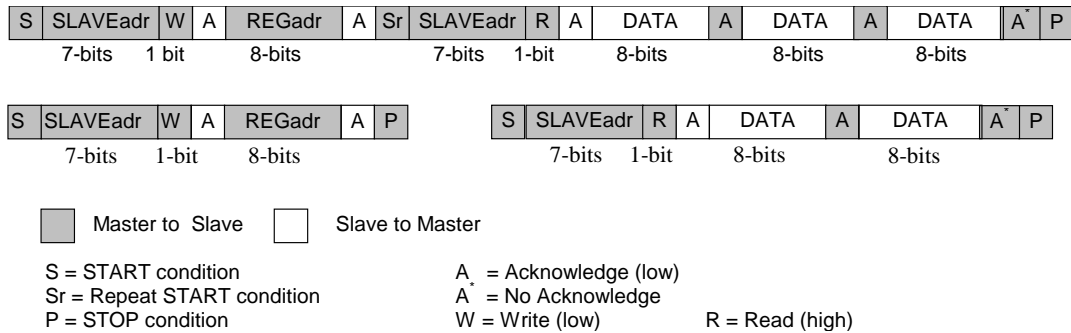 S SLAVEadr W A REGadr A Sr SLAVEadr R A DATA A DATA A DATA A* P
7-bits 1 bit 8-bits 7-bits 1-bit 8-bits 8-bits 8-bits
S SLAVEadr W A REGadr A P
7-bits 1-bit 8-bits
S SLAVEadr R A DATA A DATA A* P
7-bits 1-bit 8-bits 8-bits
Master to Slave Slave to Master
S = START condition A = Acknowledge (low)
Sr = Repeat START condition A* = No Acknowledge
P = STOP condition W = Write (low) R = Read (high)